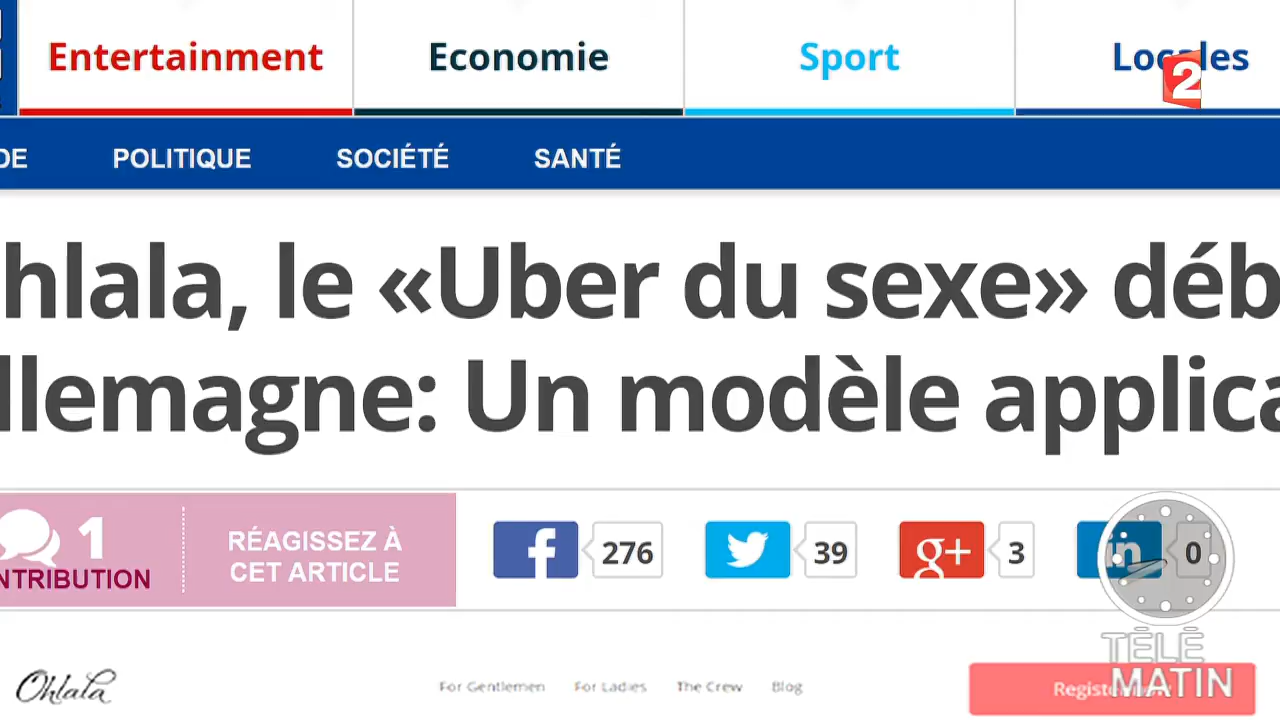 Entertainment Economie Sport Locales
2
DE POLITIQUE SOCIÉTÉ SANTÉ
hlala, le «Uber du sexe» déb
llemagne: Un modèle applica
1
NTRIBUTION
RÉAGISSEZ À
CET ARTICLE
276 39 g+ 3 in 0
TÉLÉ
MATIN
Ohlala For Gentlemen For Ladies The Crew Blog